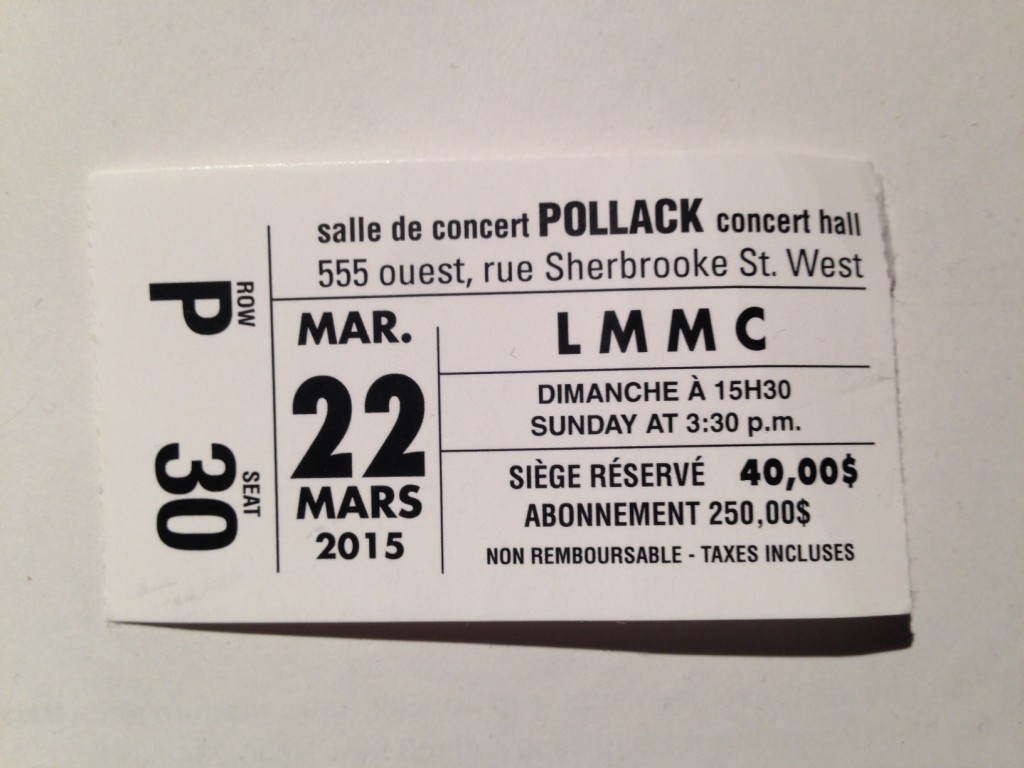 salle de concert POLLACK concert hall
555 ouest, rue Sherbrooke St. West
ROW
P
SEAT
30
MAR.
22
MARS
2015
L M M C
DIMANCHE À 15H30
SUNDAY AT 3:30 p.m.
SIÈGE RÉSERVÉ 40,00$
ABONNEMENT 250,00$
NON REMBOURSABLE - TAXES INCLUSES